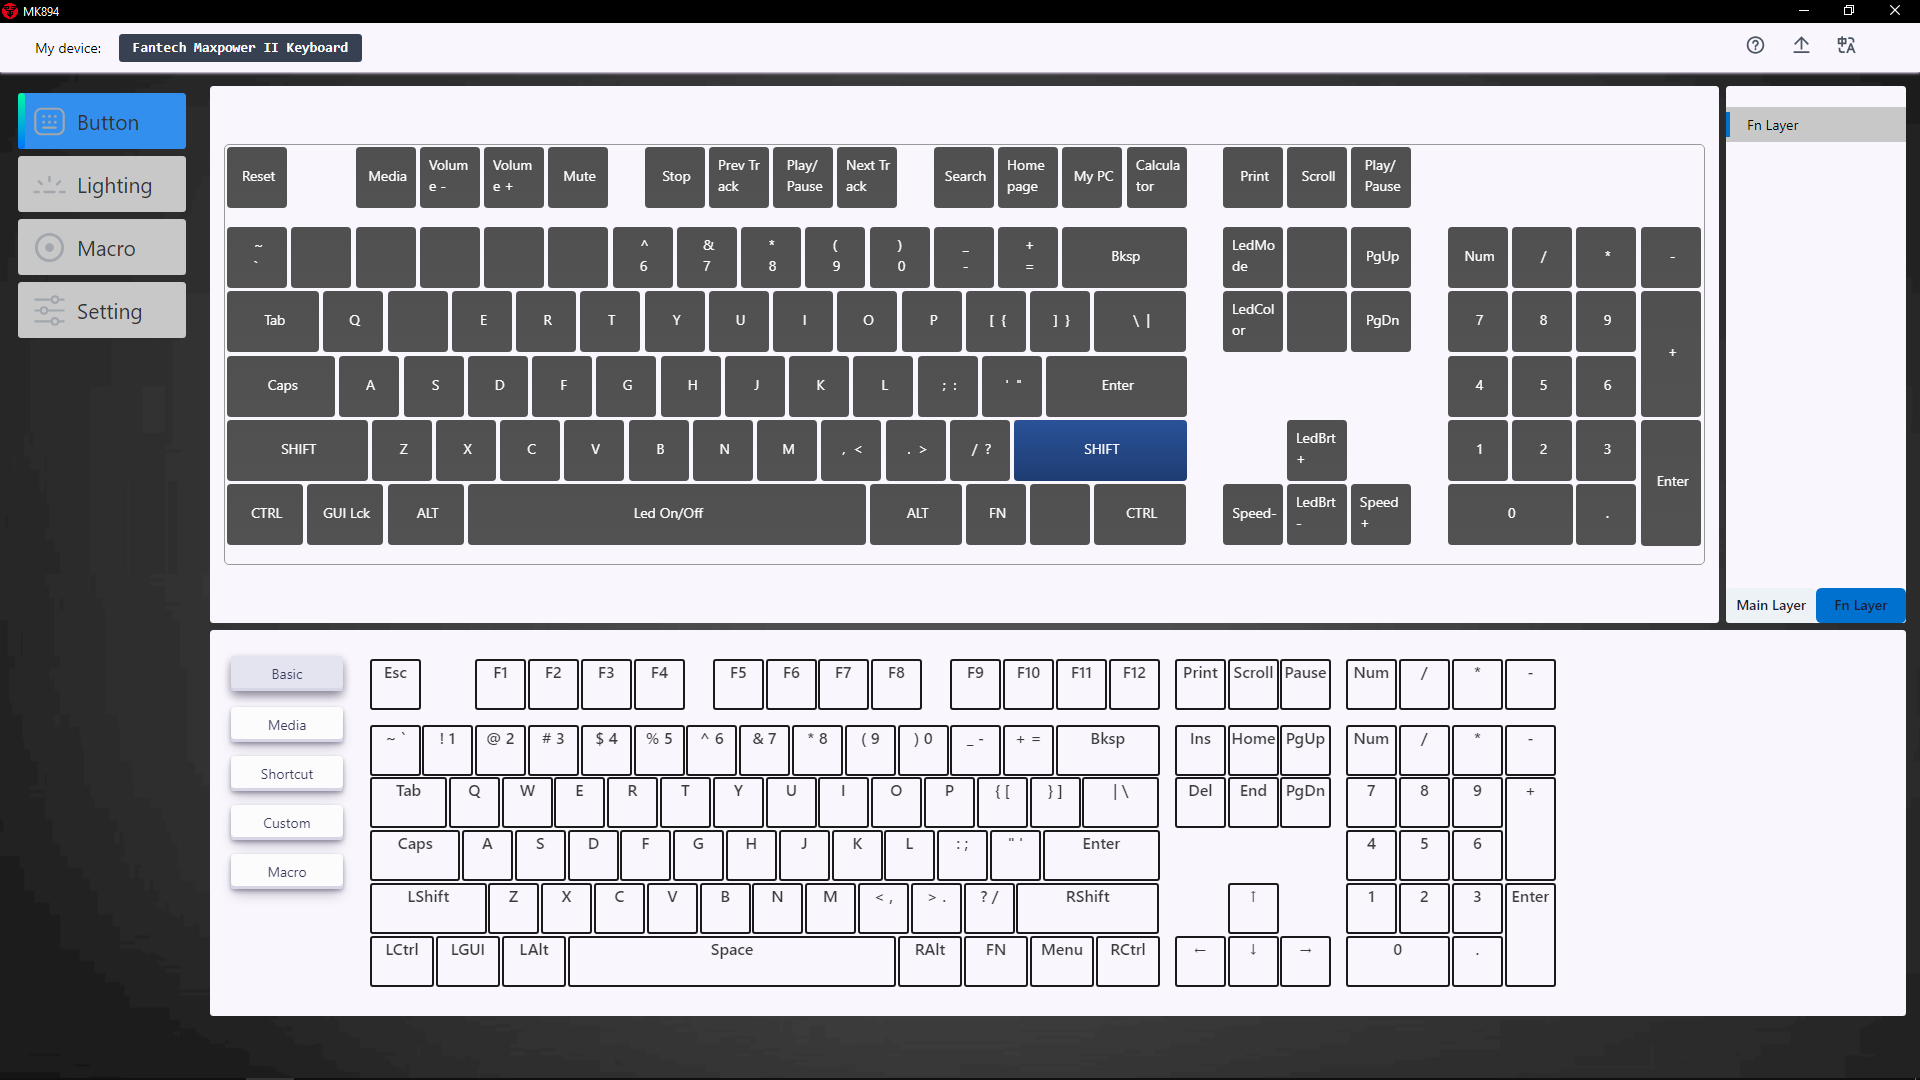 MK894
My device: Fantech Maxpower II Keyboard
Button
Lighting
Macro
Setting
Reset Media Volum e - Volum e + Mute Stop Prev Tr ack Play/ Pause Next Tr ack Search Home page My PC Calcula tor Print Scroll Play/ Pause
~ ` ^ 6 & 7 * 8 ( 9 ) 0 _ - + = Bksp LedMo de PgUp Num / * -
Tab Q E R T Y U I O P [ { ] } \ | LedCol or PgDn 7 8 9 +
Caps A S D F G H J K L ; : ' " Enter 4 5 6
SHIFT Z X C V B N M , < . > / ? SHIFT LedBrt + 1 2 3 Enter
CTRL GUI Lck ALT Led On/Off ALT FN CTRL Speed- LedBrt - Speed + 0 .
Fn Layer
Main Layer Fn Layer
Basic
Media
Shortcut
Custom
Macro
Esc F1 F2 F3 F4 F5 F6 F7 F8 F9 F10 F11 F12 Print Scroll Pause Num / * -
~ ` ! 1 @ 2 # 3 $ 4 % 5 ^ 6 & 7 * 8 ( 9 ) 0 _ - + = Bksp Ins Home PgUp Num / * -
Tab Q W E R T Y U I O P { [ } ] | \ Del End PgDn 7 8 9 +
Caps A S D F G H J K L : ; " ' Enter 4 5 6
LShift Z X C V B N M < , > . ? / RShift ↑ 1 2 3 Enter
LCtrl LGUI LAlt Space RAlt FN Menu RCtrl ← ↓ → 0 .